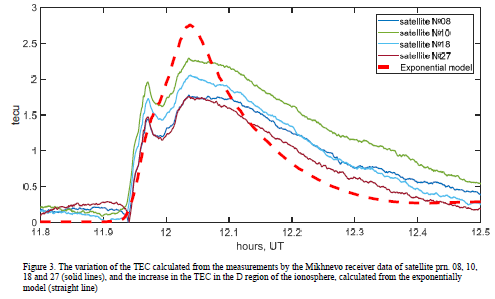 3
2.5
2
1.5
1
0.5
tecu
11.8
11.9
12
12.1
12.2
12.3
12.4
12.5
hours, UT
satellite №08
satellite №10
satellite №18
satellite №27
Exponential model
Figure 3. The variation of the TEC calculated from the measurements by the Mikhnevo receiver data of satellite prn. 08, 10,
18 and 27 (solid lines), and the increase in the TEC in the D region of the ionosphere, calculated from the exponentially
model (straight line)